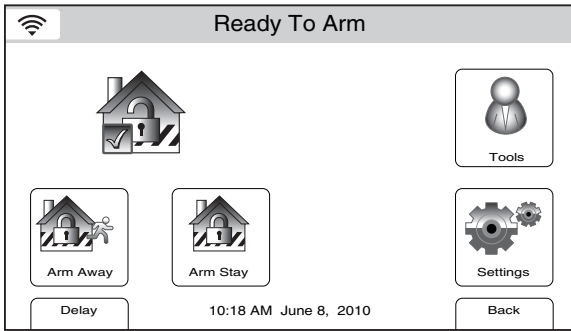 Ready To Arm
Tools
Arm Away
Arm Stay
Settings
Delay
10:18 AM June 8, 2010
Back